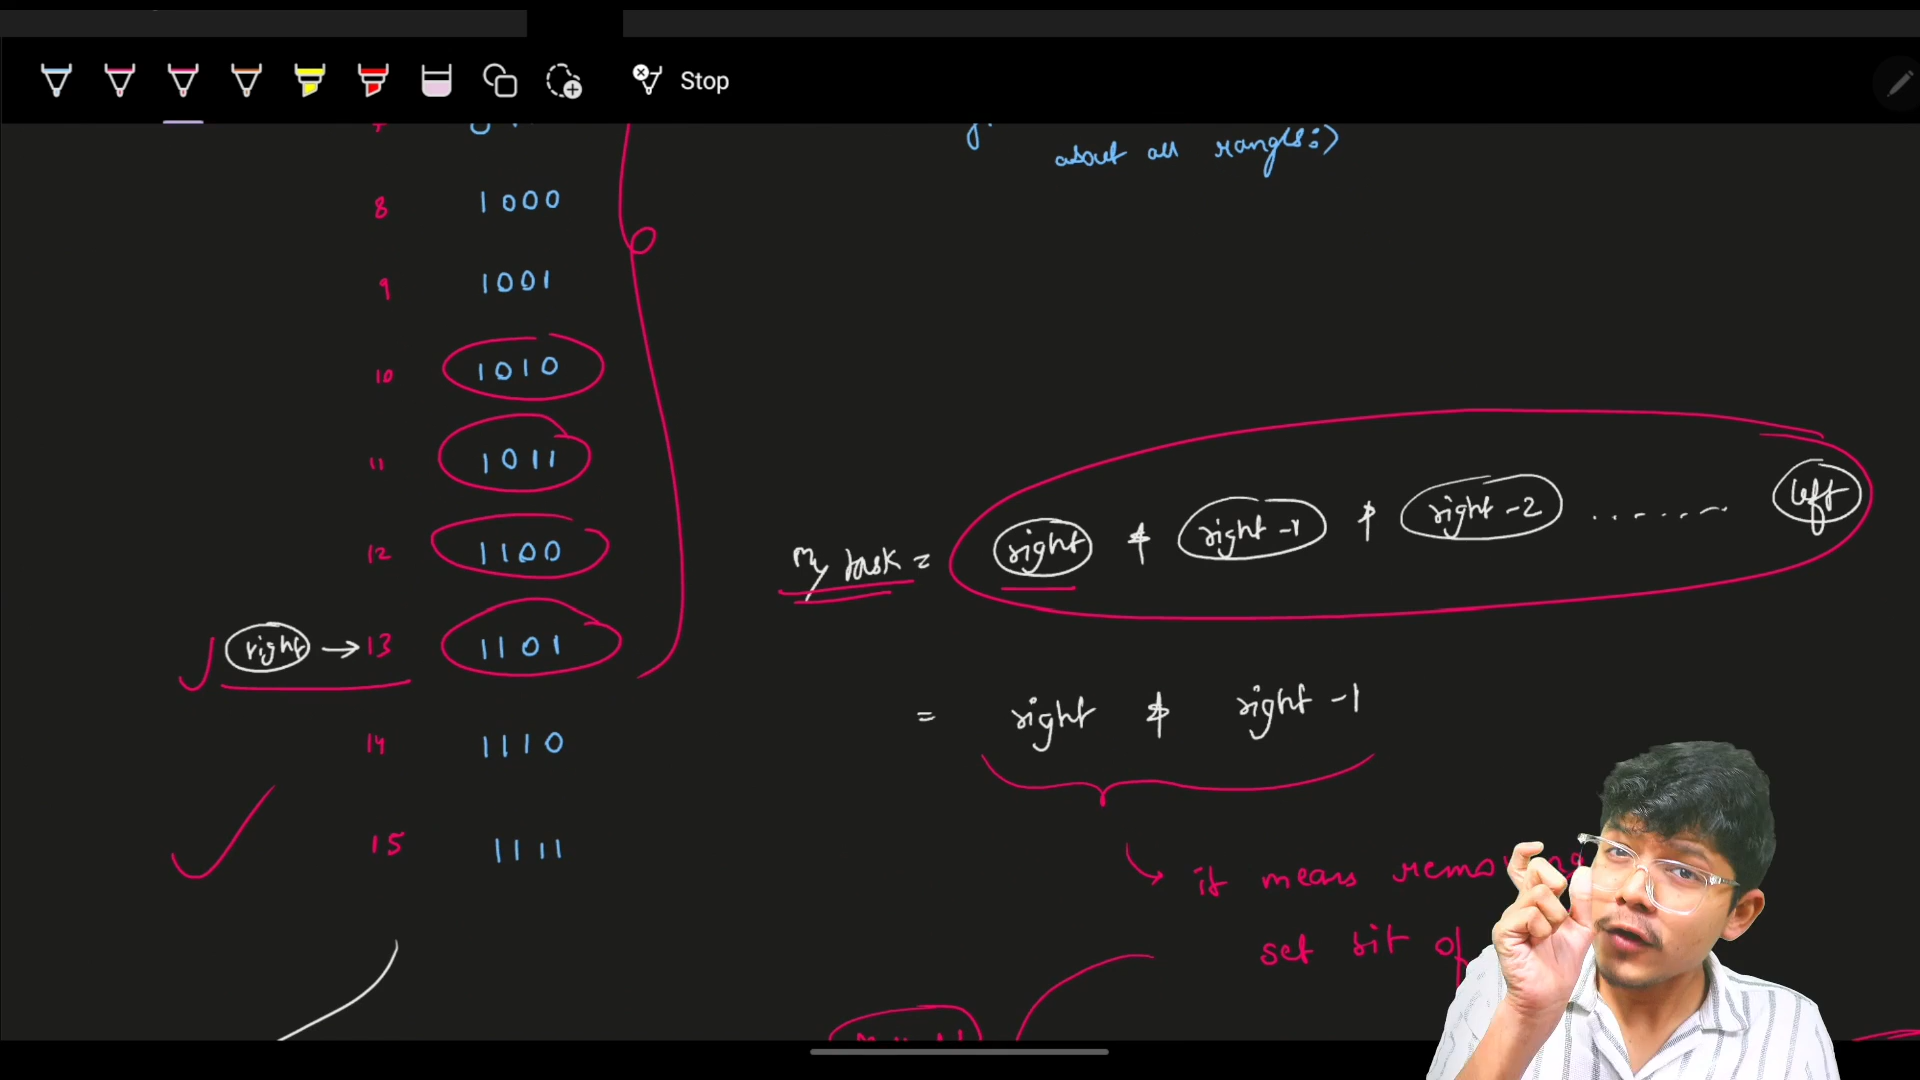 Stop
about all ranges:)
8 1000
9 1001
10 1010
11 1011
12 1100
right → 13 1101
14 1110
15 1111
My task = right & right -1 & right -2 ....... left
= right & right -1
it means
set bit of